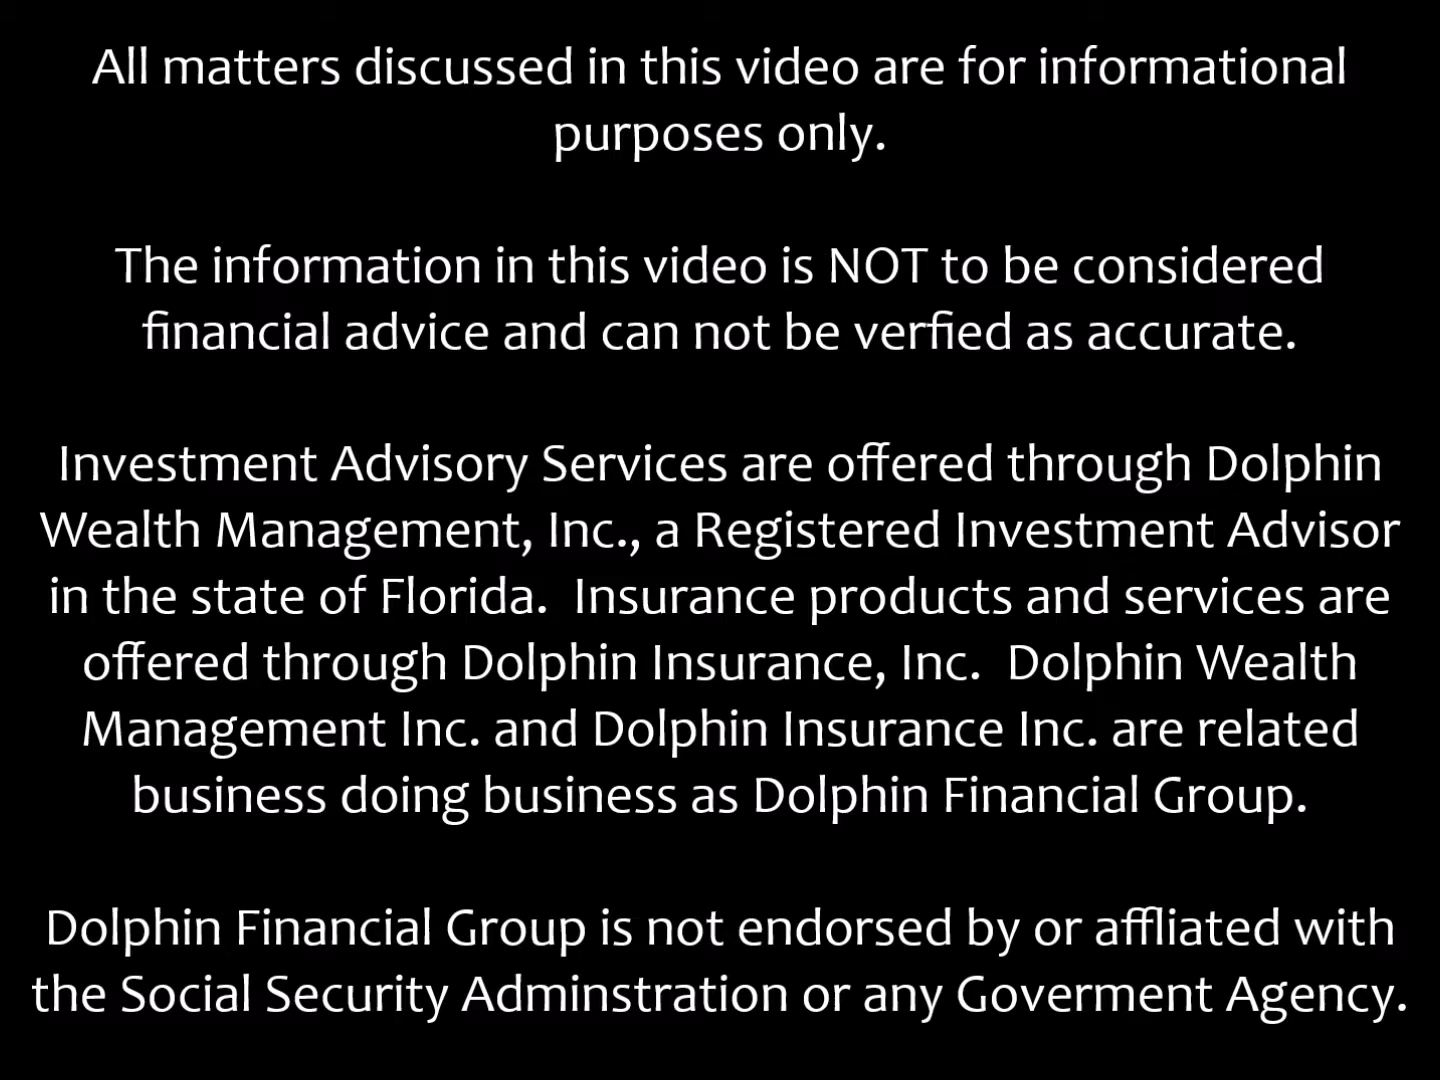 All matters discussed in this video are for informational
purposes only.
The information in this video is NOT to be considered
financial advice and can not be verfied as accurate.
Investment Advisory Services are offered through Dolphin
Wealth Management, Inc., a Registered Investment Advisor
in the state of Florida.  Insurance products and services are
offered through Dolphin Insurance, Inc.  Dolphin Wealth
Management Inc. and Dolphin Insurance Inc. are related
business doing business as Dolphin Financial Group.
Dolphin Financial Group is not endorsed by or affliated with
the Social Security Adminstration or any Goverment Agency.